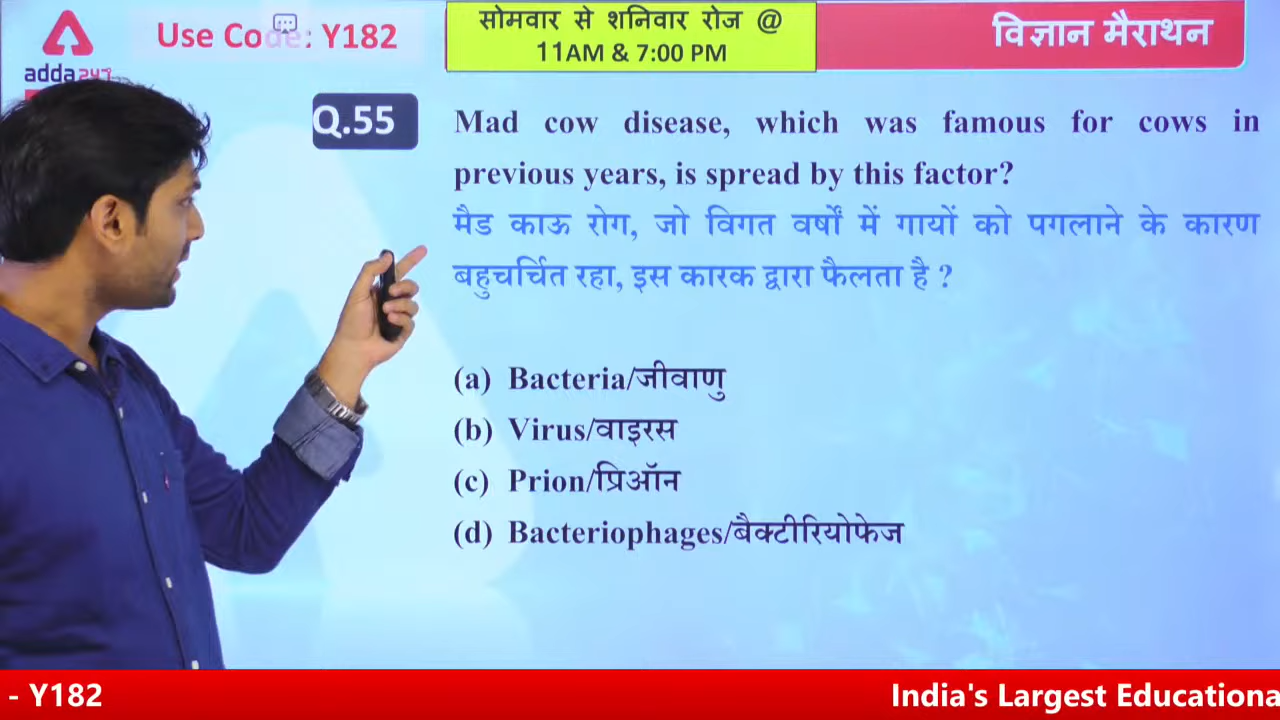 adda247
Use Code: Y182
सोमवार से शनिवार रोज @
11AM & 7:00 PM
विज्ञान मैराथन
Q.55
Mad cow disease, which was famous for cows in
previous years, is spread by this factor?
मैड काऊ रोग, जो विगत वर्षों में गायों को पगलाने के कारण
बहुचर्चित रहा, इस कारक द्वारा फैलता है ?
(a) Bacteria/जीवाणु
(b) Virus/वाइरस
(c) Prion/प्रिऑन
(d) Bacteriophages/बैक्टीरियोफेज
- Y182
India's Largest Educationa